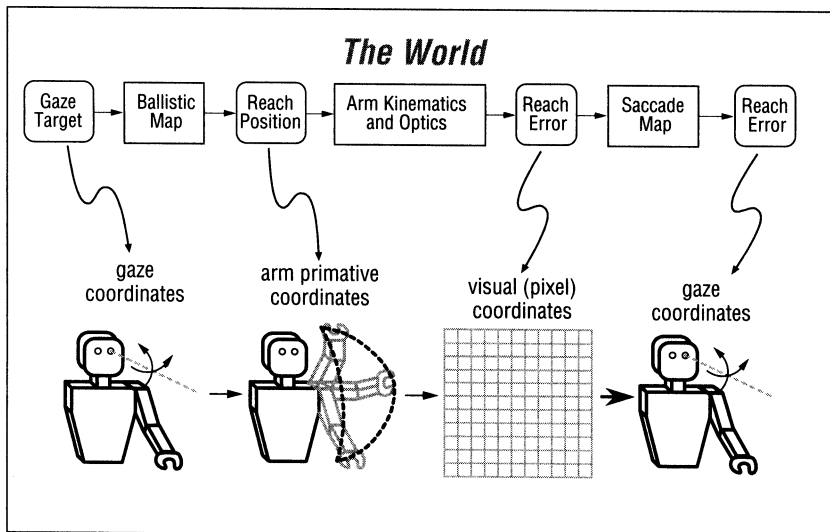 The World
Gaze
Target
Ballistic
Map
Reach
Position
Arm Kinematics
and Optics
Reach
Error
Saccade
Map
Reach
Error
gaze
coordinates
arm primative
coordinates
visual (pixel)
coordinates
gaze
coordinates